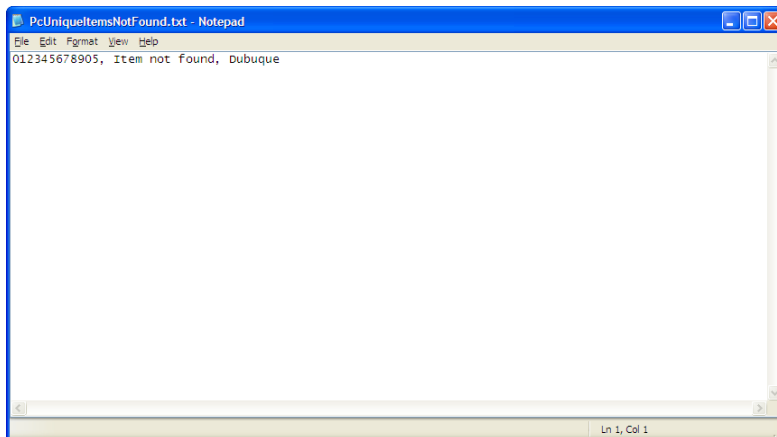 PcUniqueItemsNotFound.txt - Notepad
File Edit Format View Help
012345678905, Item not found, Dubuque
Ln 1, Col 1